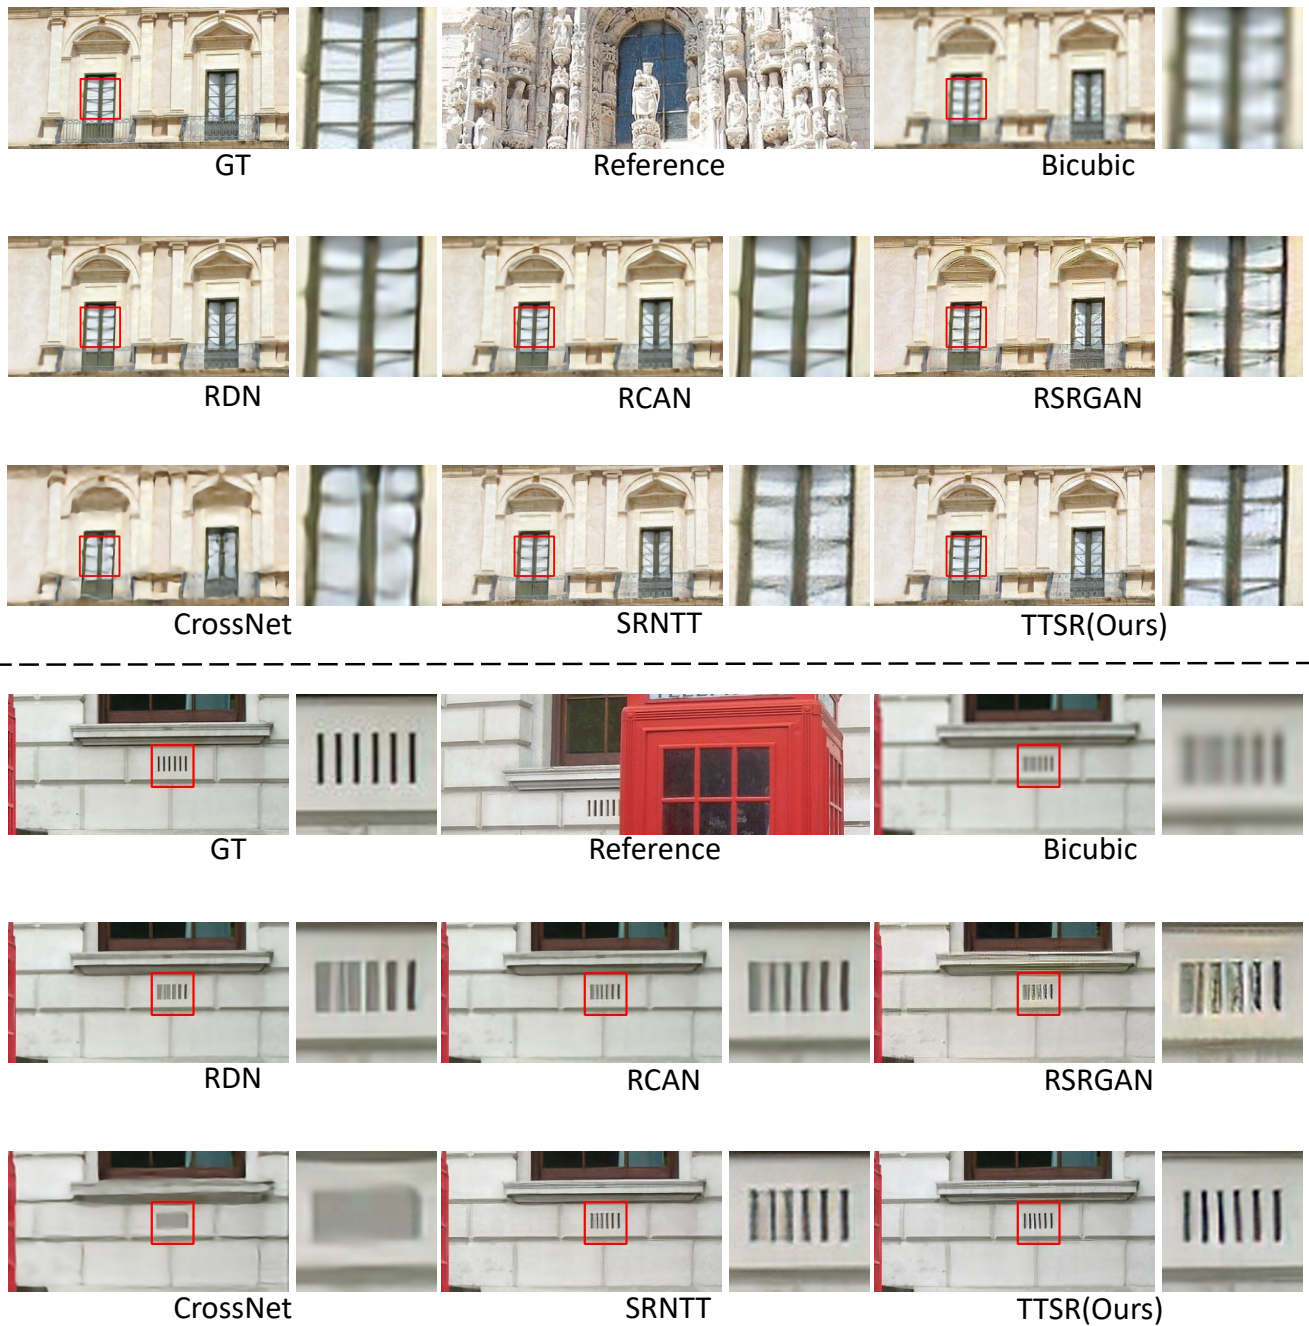 GT
Reference
Bicubic
RDN
RCAN
RSRGAN
CrossNet
SRNTT
TTSR(Ours)
GT
Reference
Bicubic
RDN
RCAN
RSRGAN
CrossNet
SRNTT
TTSR(Ours)